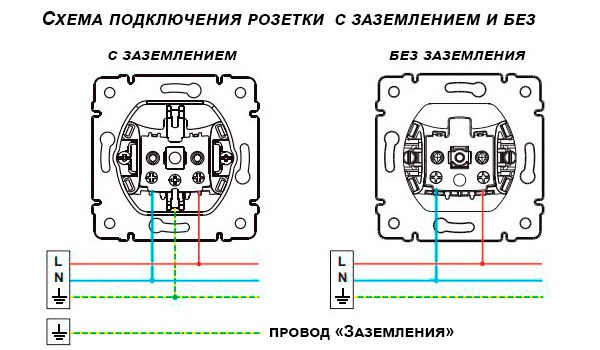 Схема подключения розетки с заземлением и без
с заземлением
без заземления
L
N
L
N
провод «Заземления»